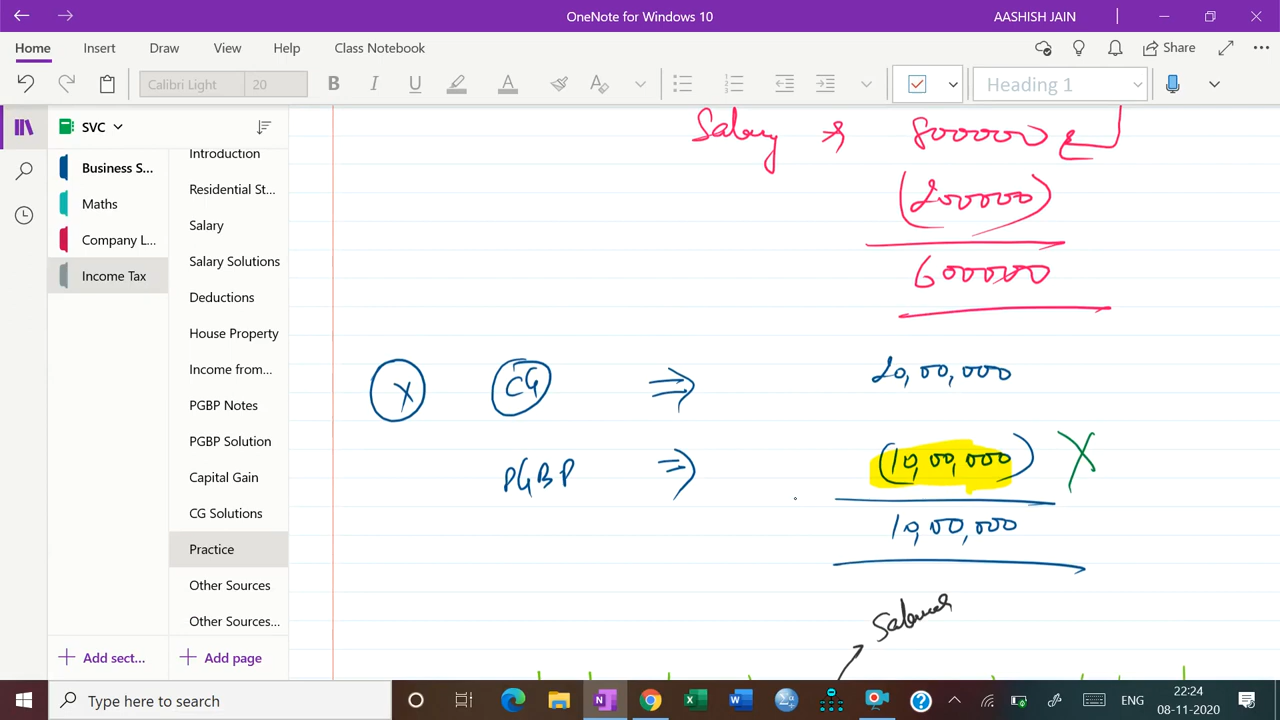 OneNote for Windows 10
AASHISH JAIN
Home Insert Draw View Help Class Notebook
Share
Calibri Light 20 B I U A Heading 1
SVC
Business S...
Maths
Company L...
Income Tax
Introduction
Residential St...
Salary
Salary Solutions
Deductions
House Property
Income from...
PGBP Notes
PGBP Solution
Capital Gain
CG Solutions
Practice
Other Sources
Other Sources...
Add sect...
Add page
Salary ⇒ 800000
(200000)
600000
X CG ⇒ 20,00,000
PGBP ⇒ (10,00,000) X
10,00,000
Type here to search
ENG
22:24
08-11-2020